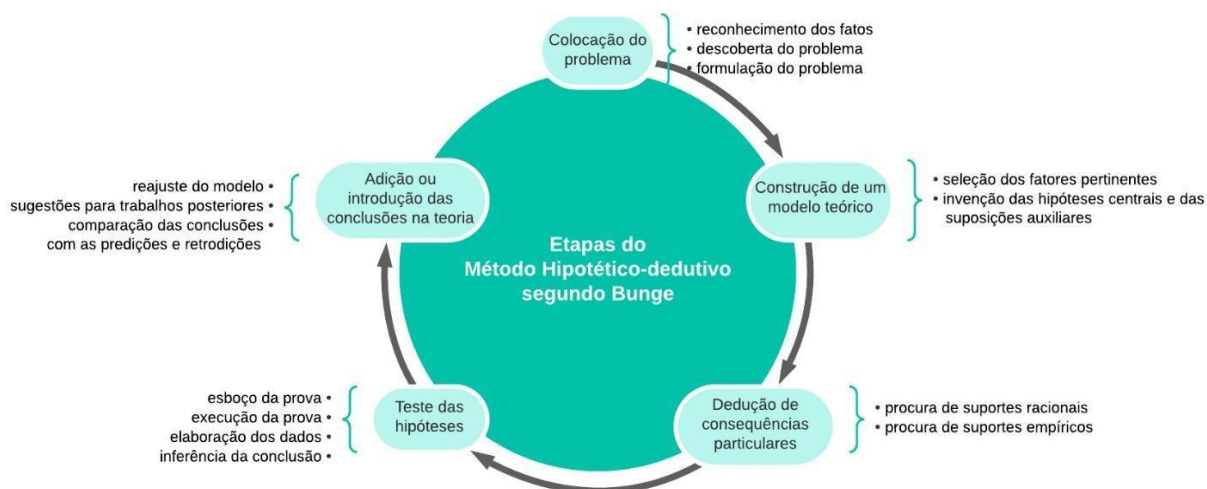 Colocação do
problema
• reconhecimento dos fatos
• descoberta do problema
• formulação do problema
Construção de um
modelo teórico
• seleção dos fatores pertinentes
• invenção das hipóteses centrais e das
suposições auxiliares
Dedução de
consequências
particulares
• procura de suportes racionais
• procura de suportes empíricos
Teste das
hipóteses
esboço da prova •
execução da prova •
elaboração dos dados •
inferência da conclusão •
Adição ou
introdução das
conclusões na teoria
reajuste do modelo •
sugestões para trabalhos posteriores •
comparação das conclusões •
com as predições e retrodições
Etapas do
Método Hipotético-dedutivo
segundo Bunge